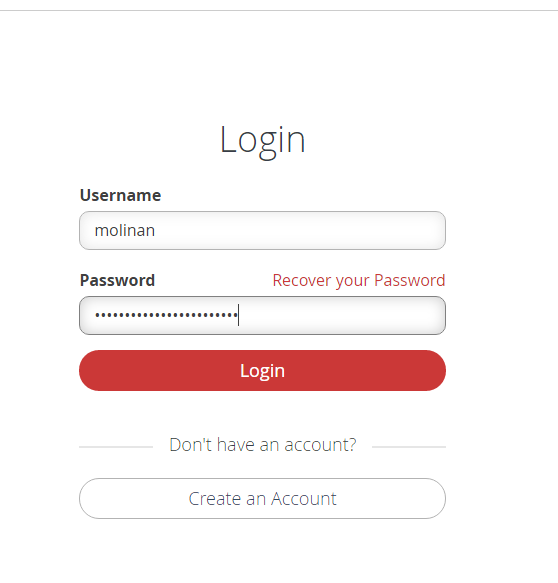 Login
Username
molinan
Password Recover your Password
••••••••••••••••••••••••
Login
Don't have an account?
Create an Account